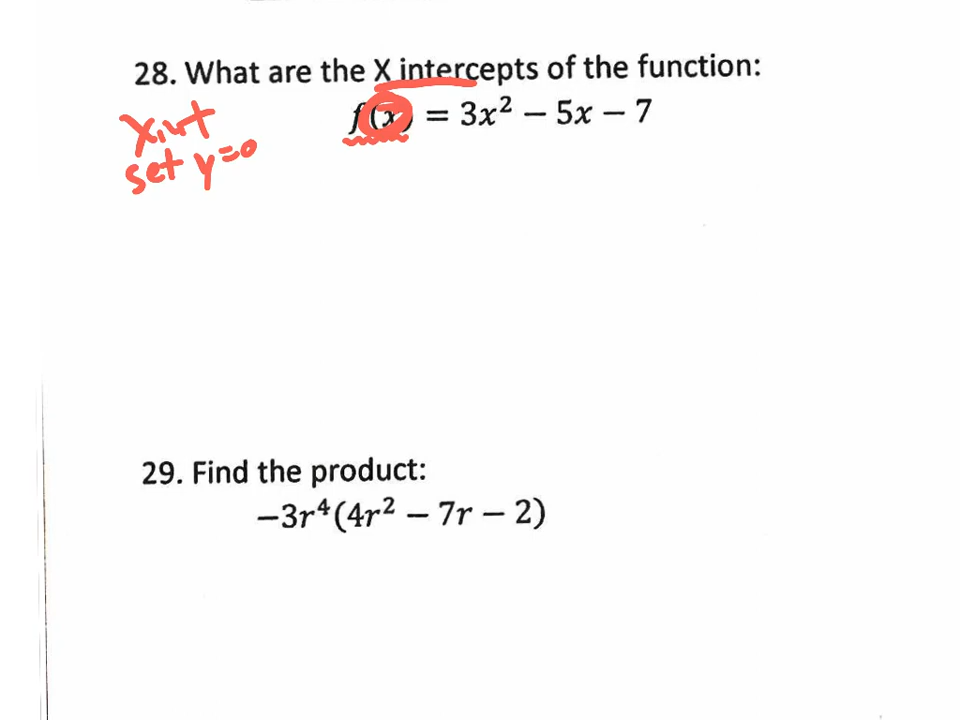 28. What are the X intercepts of the function:
f(x) = 3x² − 5x − 7
x int
set y=0
29. Find the product:
−3r⁴(4r² − 7r − 2)